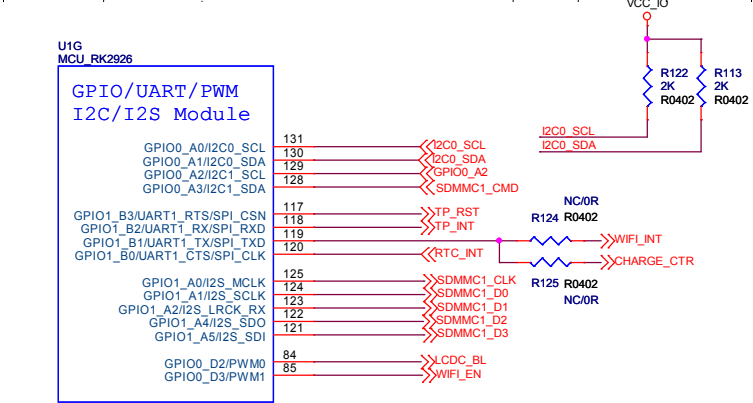 VCC_IO
U1G
MCU_RK2926
GPIO/UART/PWM
I2C/I2S Module
R122
2K
R0402
R113
2K
R0402
I2C0_SCL
I2C0_SDA
GPIO0_A0/I2C0_SCL 131 I2C0_SCL
GPIO0_A1/I2C0_SDA 130 I2C0_SDA
GPIO0_A2/I2C1_SCL 129 GPIO0_A2
GPIO0_A3/I2C1_SDA 128 SDMMC1_CMD
GPIO1_B3/UART1_RTS/SPI_CSN 117 TP_RST
GPIO1_B2/UART1_RX/SPI_RXD 118 TP_INT
GPIO1_B1/UART1_TX/SPI_TXD 119
GPIO1_B0/UART1_CTS/SPI_CLK 120 RTC_INT
NC/0R
R124 R0402
WIFI_INT
CHARGE_CTR
R125 R0402
NC/0R
GPIO1_A0/I2S_MCLK 125 SDMMC1_CLK
GPIO1_A1/I2S_SCLK 124 SDMMC1_D0
GPIO1_A2/I2S_LRCK_RX 123 SDMMC1_D1
GPIO1_A4/I2S_SDO 122 SDMMC1_D2
GPIO1_A5/I2S_SDI 121 SDMMC1_D3
GPIO0_D2/PWM0 84 LCDC_BL
GPIO0_D3/PWM1 85 WIFI_EN